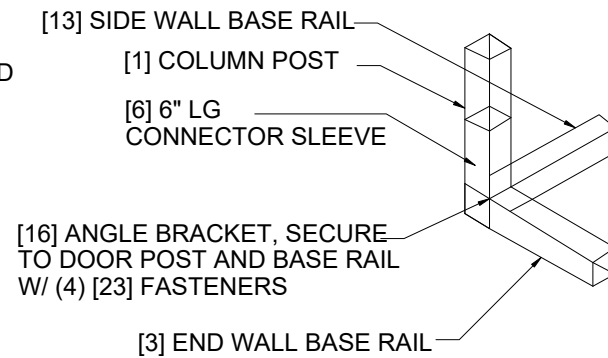 [13] SIDE WALL BASE RAIL
D
[1] COLUMN POST
[6] 6" LG
CONNECTOR SLEEVE
[16] ANGLE BRACKET, SECURE
TO DOOR POST AND BASE RAIL
W/ (4) [23] FASTENERS
[3] END WALL BASE RAIL